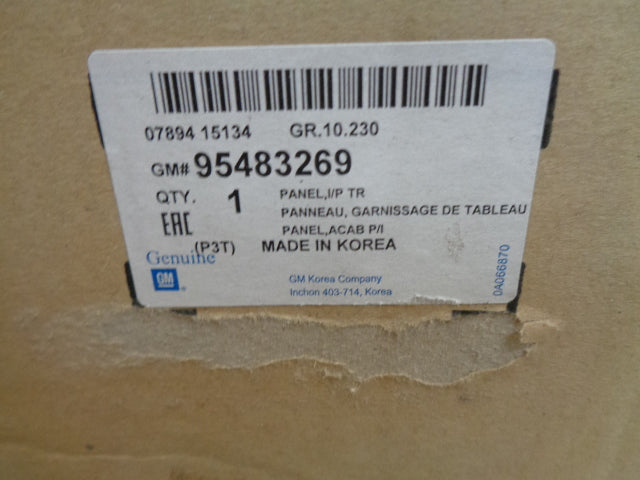 07894 15134 GR.10.230
GM# 95483269
QTY. 1 PANEL,I/P TR
PANNEAU, GARNISSAGE DE TABLEAU
EAC PANEL,ACAB P/I
(P3T) MADE IN KOREA
Genuine
GM
GM Korea Company
Inchon 403-714, Korea
0A066870